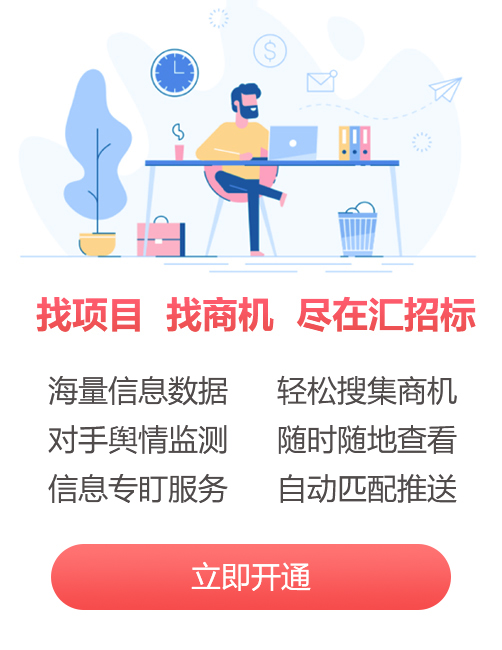 找项目 找商机 尽在汇招标
海量信息数据 轻松搜集商机
对手舆情监测 随时随地查看
信息专盯服务 自动匹配推送
立即开通